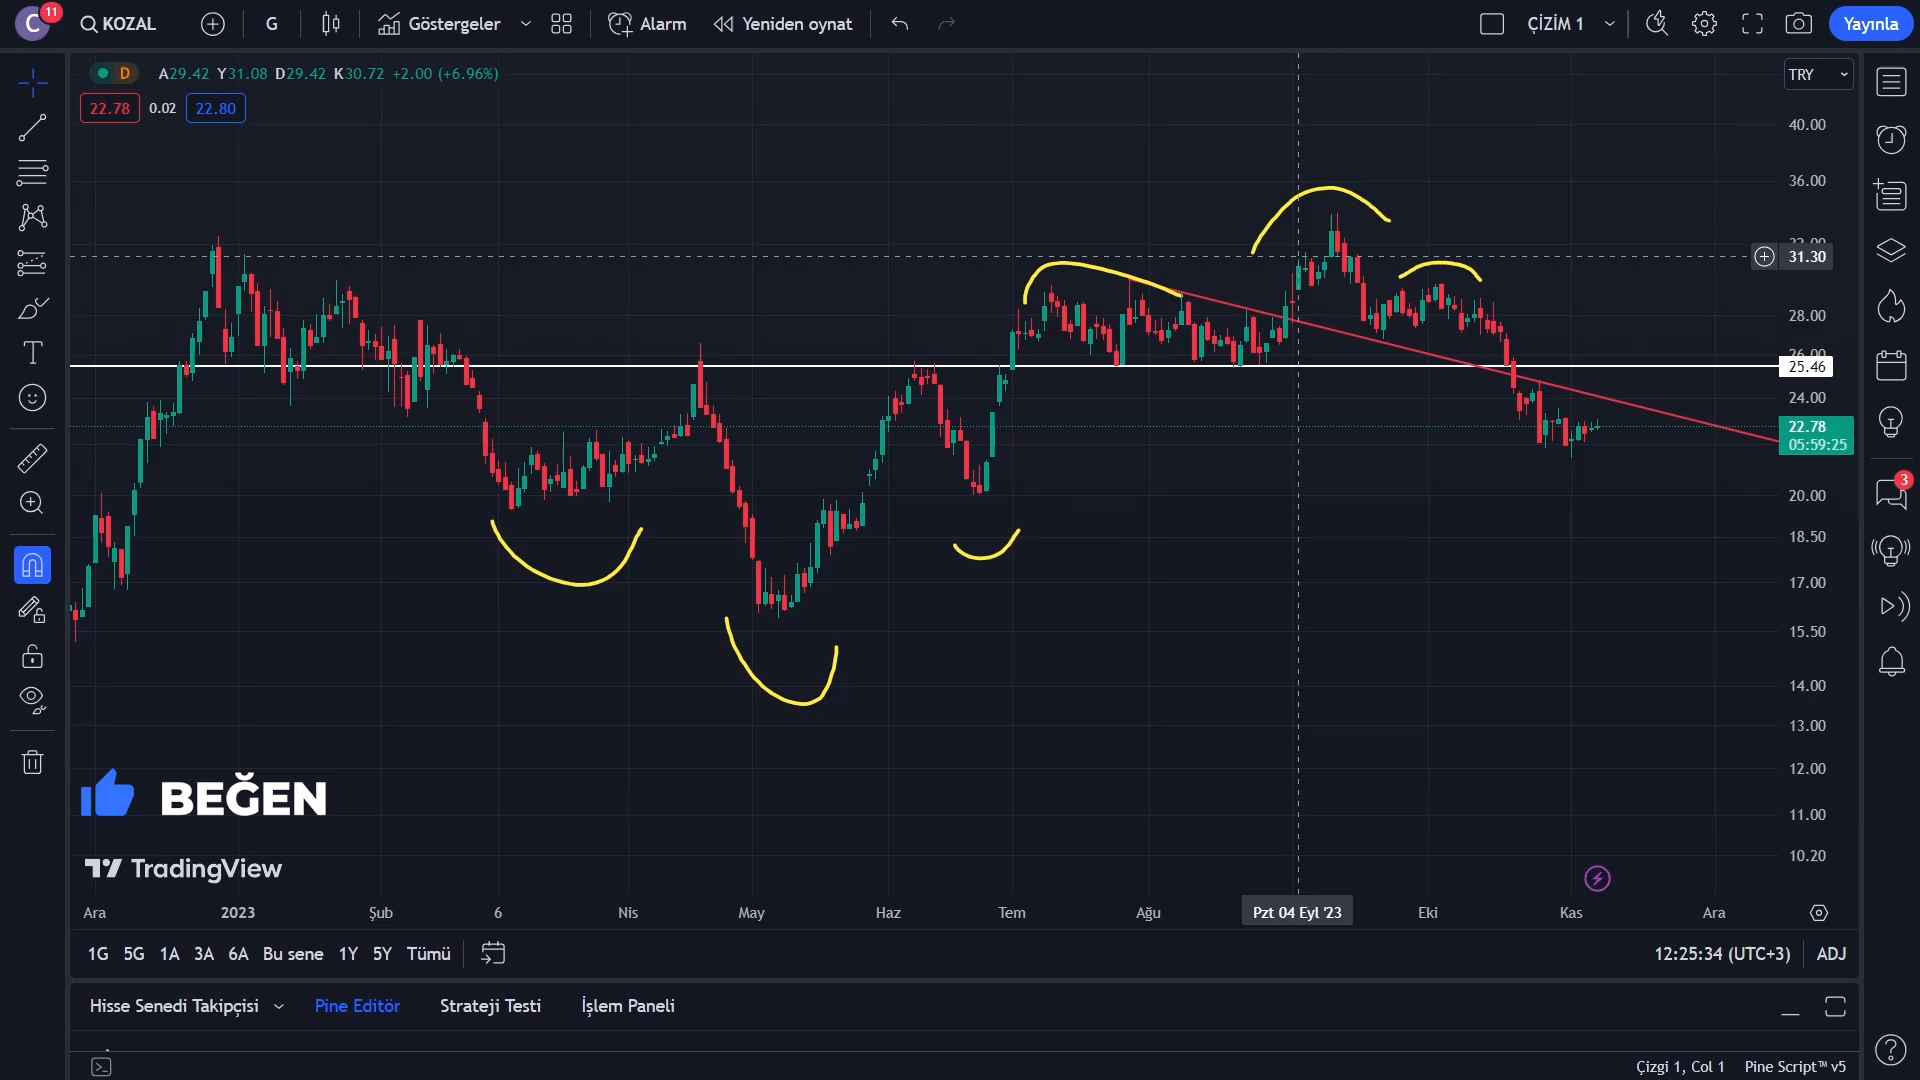 C 11 KOZAL G Göstergeler Alarm Yeniden oynat ÇİZİM 1 Yayınla
D A29.42 Y31.08 D29.42 K30.72 +2.00 (+6.96%)
TRY
22.78 0.02 22.80
40.00
36.00
31.30
28.00
25.46
24.00
22.78
05:59:25
20.00
18.50
17.00
15.50
14.00
13.00
12.00
11.00
10.20
3
BEĞEN
TradingView
Ara 2023 Şub 6 Nis May Haz Tem Ağu Pzt 04 Eyl '23 Eki Kas Ara
1G 5G 1A 3A 6A Bu sene 1Y 5Y Tümü 12:25:34 (UTC+3) ADJ
Hisse Senedi Takipçisi Pine Editör Strateji Testi İşlem Paneli
Çizgi 1, Col 1 Pine Script™ v5